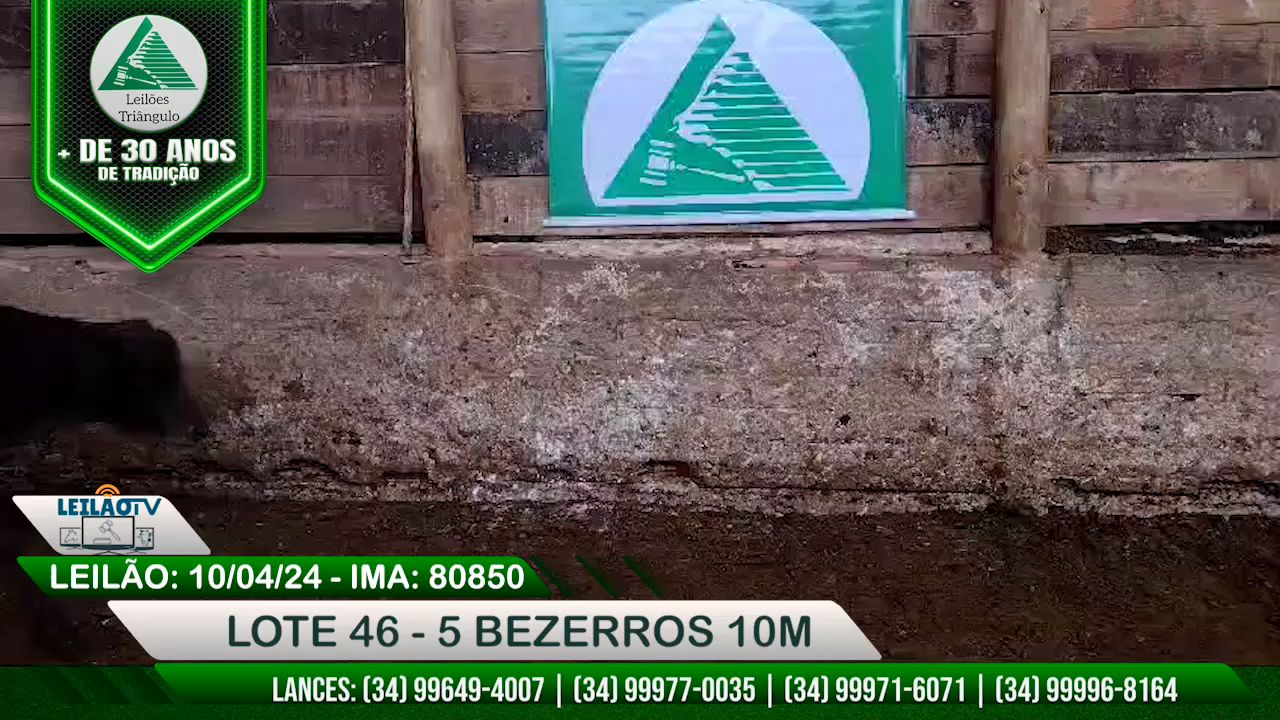 Leilões
Triângulo
+ DE 30 ANOS
DE TRADIÇÃO
LEILÃOTV
LEILÃO: 10/04/24 - IMA: 80850
LOTE 46 - 5 BEZERROS 10M
LANCES: (34) 99649-4007 | (34) 99977-0035 | (34) 99971-6071 | (34) 99996-8164